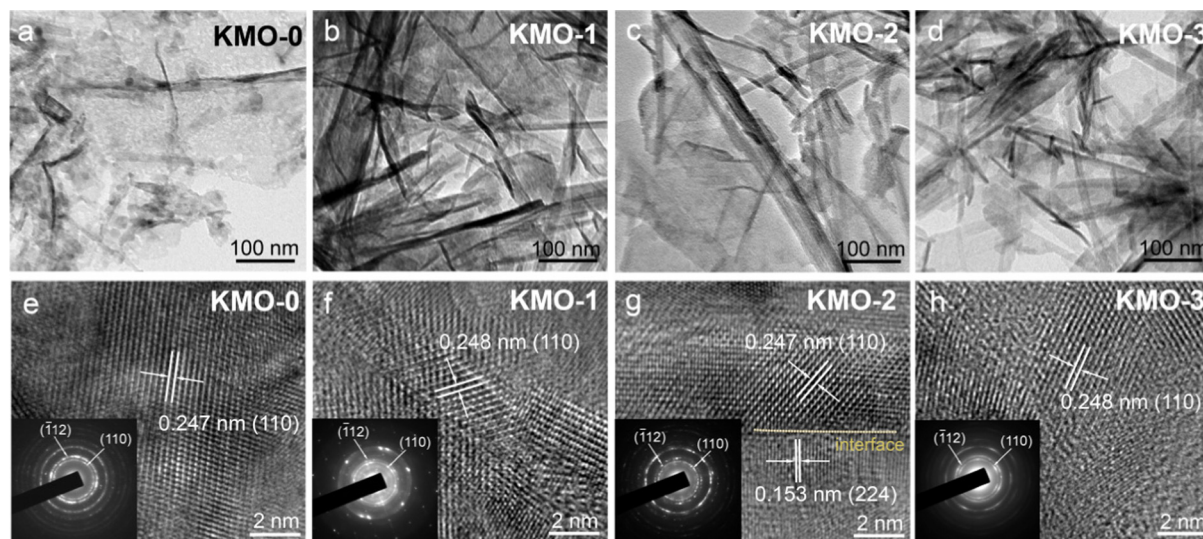 a KMO-0
100 nm
b KMO-1
100 nm
c KMO-2
100 nm
d KMO-3
100 nm
e KMO-0
0.247 nm (110)
(1̄12) (110)
2 nm
f KMO-1
0.248 nm (110)
(1̄12) (110)
2 nm
g KMO-2
0.247 nm (110)
interface
0.153 nm (224)
(1̄12) (110)
2 nm
h KMO-3
0.248 nm (110)
(1̄12) (110)
2 nm